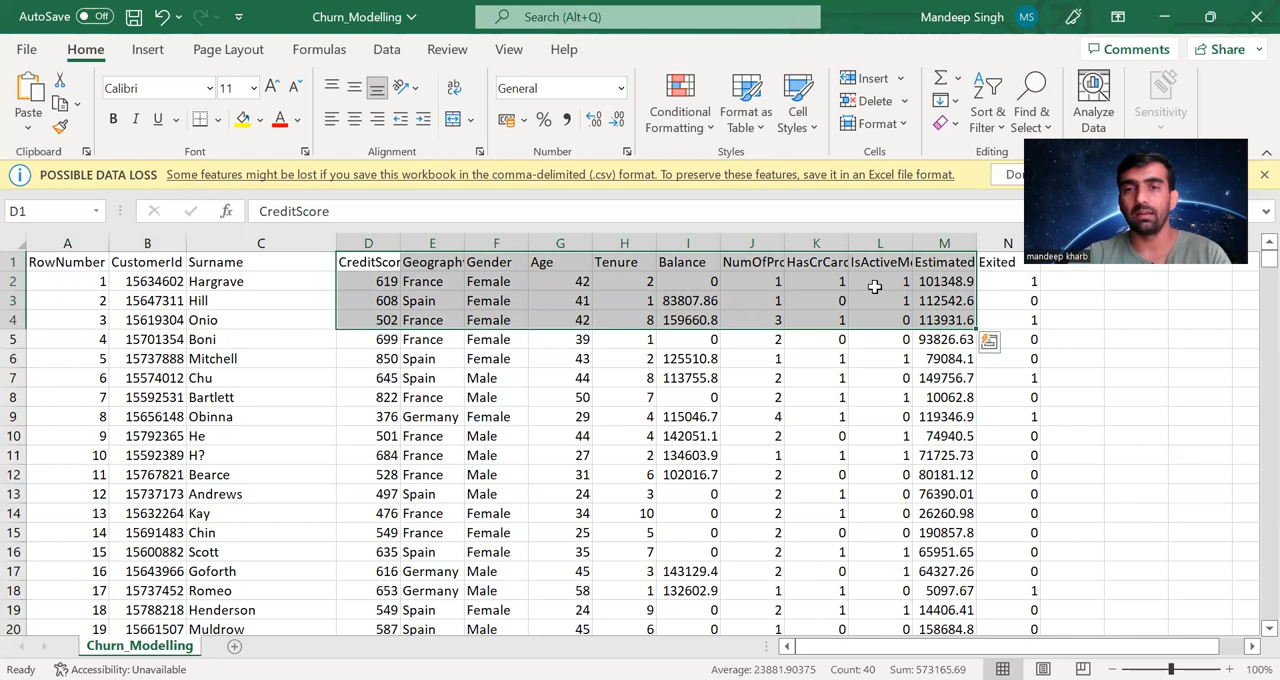 AutoSave Off Churn_Modelling Search (Alt+Q) Mandeep Singh MS
File Home Insert Page Layout Formulas Data Review View Help Comments Share
Paste Calibri 11 A A General Conditional Formatting Format as Table Cell Styles Insert Delete Format Sort & Filter Find & Select Analyze Data Sensitivity
B I U A % 9
Clipboard Font Alignment Number Styles Cells Editing
POSSIBLE DATA LOSS Some features might be lost if you save this workbook in the comma-delimited (.csv) format. To preserve these features, save it in an Excel file format.
D1 fx CreditScore
mandeep kharb
A B C D E F G H I J K L M N
1 RowNumber CustomerId Surname CreditScor Geography Gender Age Tenure Balance NumOfPro HasCrCard IsActiveMe Estimated Exited
2 1 15634602 Hargrave 619 France Female 42 2 0 1 1 1 101348.9 1
3 2 15647311 Hill 608 Spain Female 41 1 83807.86 1 0 1 112542.6 0
4 3 15619304 Onio 502 France Female 42 8 159660.8 3 1 0 113931.6 1
5 4 15701354 Boni 699 France Female 39 1 0 2 0 0 93826.63 0
6 5 15737888 Mitchell 850 Spain Female 43 2 125510.8 1 1 1 79084.1 0
7 6 15574012 Chu 645 Spain Male 44 8 113755.8 2 1 0 149756.7 1
8 7 15592531 Bartlett 822 France Male 50 7 0 2 1 1 10062.8 0
9 8 15656148 Obinna 376 Germany Female 29 4 115046.7 4 1 0 119346.9 1
10 9 15792365 He 501 France Male 44 4 142051.1 2 0 1 74940.5 0
11 10 15592389 H? 684 France Male 27 2 134603.9 1 1 1 71725.73 0
12 11 15767821 Bearce 528 France Male 31 6 102016.7 2 0 0 80181.12 0
13 12 15737173 Andrews 497 Spain Male 24 3 0 2 1 0 76390.01 0
14 13 15632264 Kay 476 France Female 34 10 0 2 1 0 26260.98 0
15 14 15691483 Chin 549 France Female 25 5 0 2 0 0 190857.8 0
16 15 15600882 Scott 635 Spain Female 35 7 0 2 1 1 65951.65 0
17 16 15643966 Goforth 616 Germany Male 45 3 143129.4 2 0 1 64327.26 0
18 17 15737452 Romeo 653 Germany Male 58 1 132602.9 1 1 0 5097.67 1
19 18 15788218 Henderson 549 Spain Female 24 9 0 2 1 1 14406.41 0
20 19 15661507 Muldrow 587 Spain Male 45 6 0 1 0 0 158684.8 0
Churn_Modelling
Ready Accessibility: Unavailable Average: 23881.90375 Count: 40 Sum: 573165.69 100%